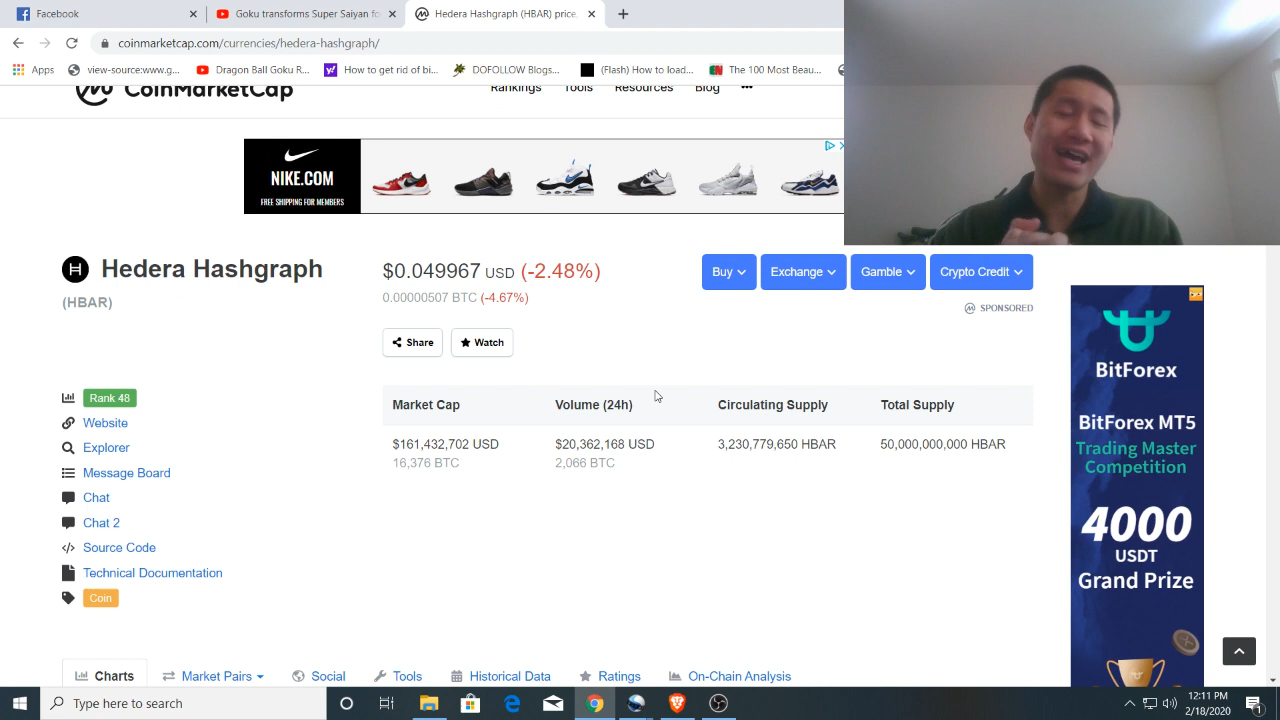 Facebook
Goku transforms Super Saiyan fo
Hedera Hashgraph (HBAR) price,
coinmarketcap.com/currencies/hedera-hashgraph/
Apps
view-source:www.g...
Dragon Ball Goku R...
How to get rid of bi...
DOFOLLOW Blogs...
(Flash) How to load...
The 100 Most Beau...
CoinMarketCap
Rankings
Tools
Resources
Blog
NIKE.COM
FREE SHIPPING FOR MEMBERS
Hedera Hashgraph
(HBAR)
$0.049967 USD (-2.48%)
0.00000507 BTC (-4.67%)
Buy
Exchange
Gamble
Crypto Credit
SPONSORED
Share
Watch
Rank 48
Website
Explorer
Message Board
Chat
Chat 2
Source Code
Technical Documentation
Coin
Market Cap
Volume (24h)
Circulating Supply
Total Supply
$161,432,702 USD
$20,362,168 USD
3,230,779,650 HBAR
50,000,000,000 HBAR
16,376 BTC
2,066 BTC
BitForex
BitForex MT5
Trading Master
Competition
4000
USDT
Grand Prize
Charts
Market Pairs
Social
Tools
Historical Data
Ratings
On-Chain Analysis
Type here to search
12:11 PM
2/18/2020
1